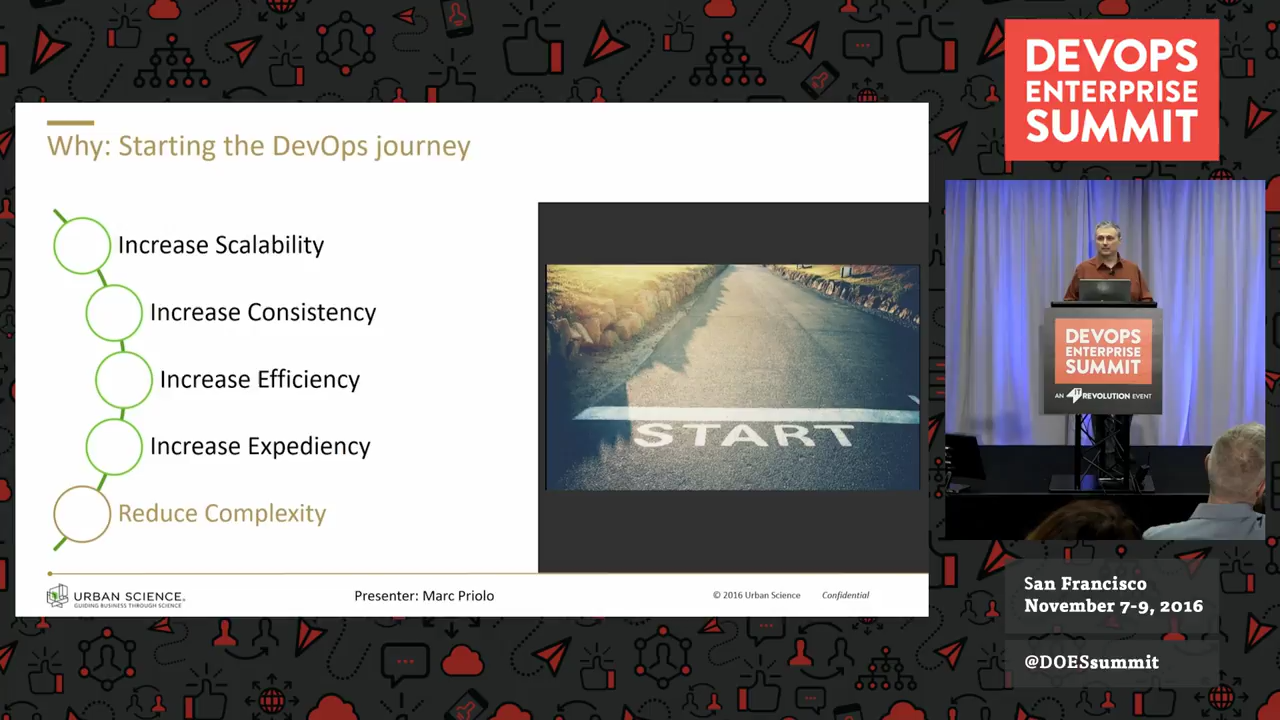 Why: Starting the DevOps journey
Increase Scalability
Increase Consistency
Increase Efficiency
Increase Expediency
Reduce Complexity
START
URBAN SCIENCE.
GUIDING BUSINESS THROUGH SCIENCE
Presenter: Marc Priolo
© 2016 Urban Science
Confidential
DEVOPS
ENTERPRISE
SUMMIT
DEVOPS
ENTERPRISE
SUMMIT
AN IT REVOLUTION EVENT
San Francisco
November 7-9, 2016
@DOESsummit